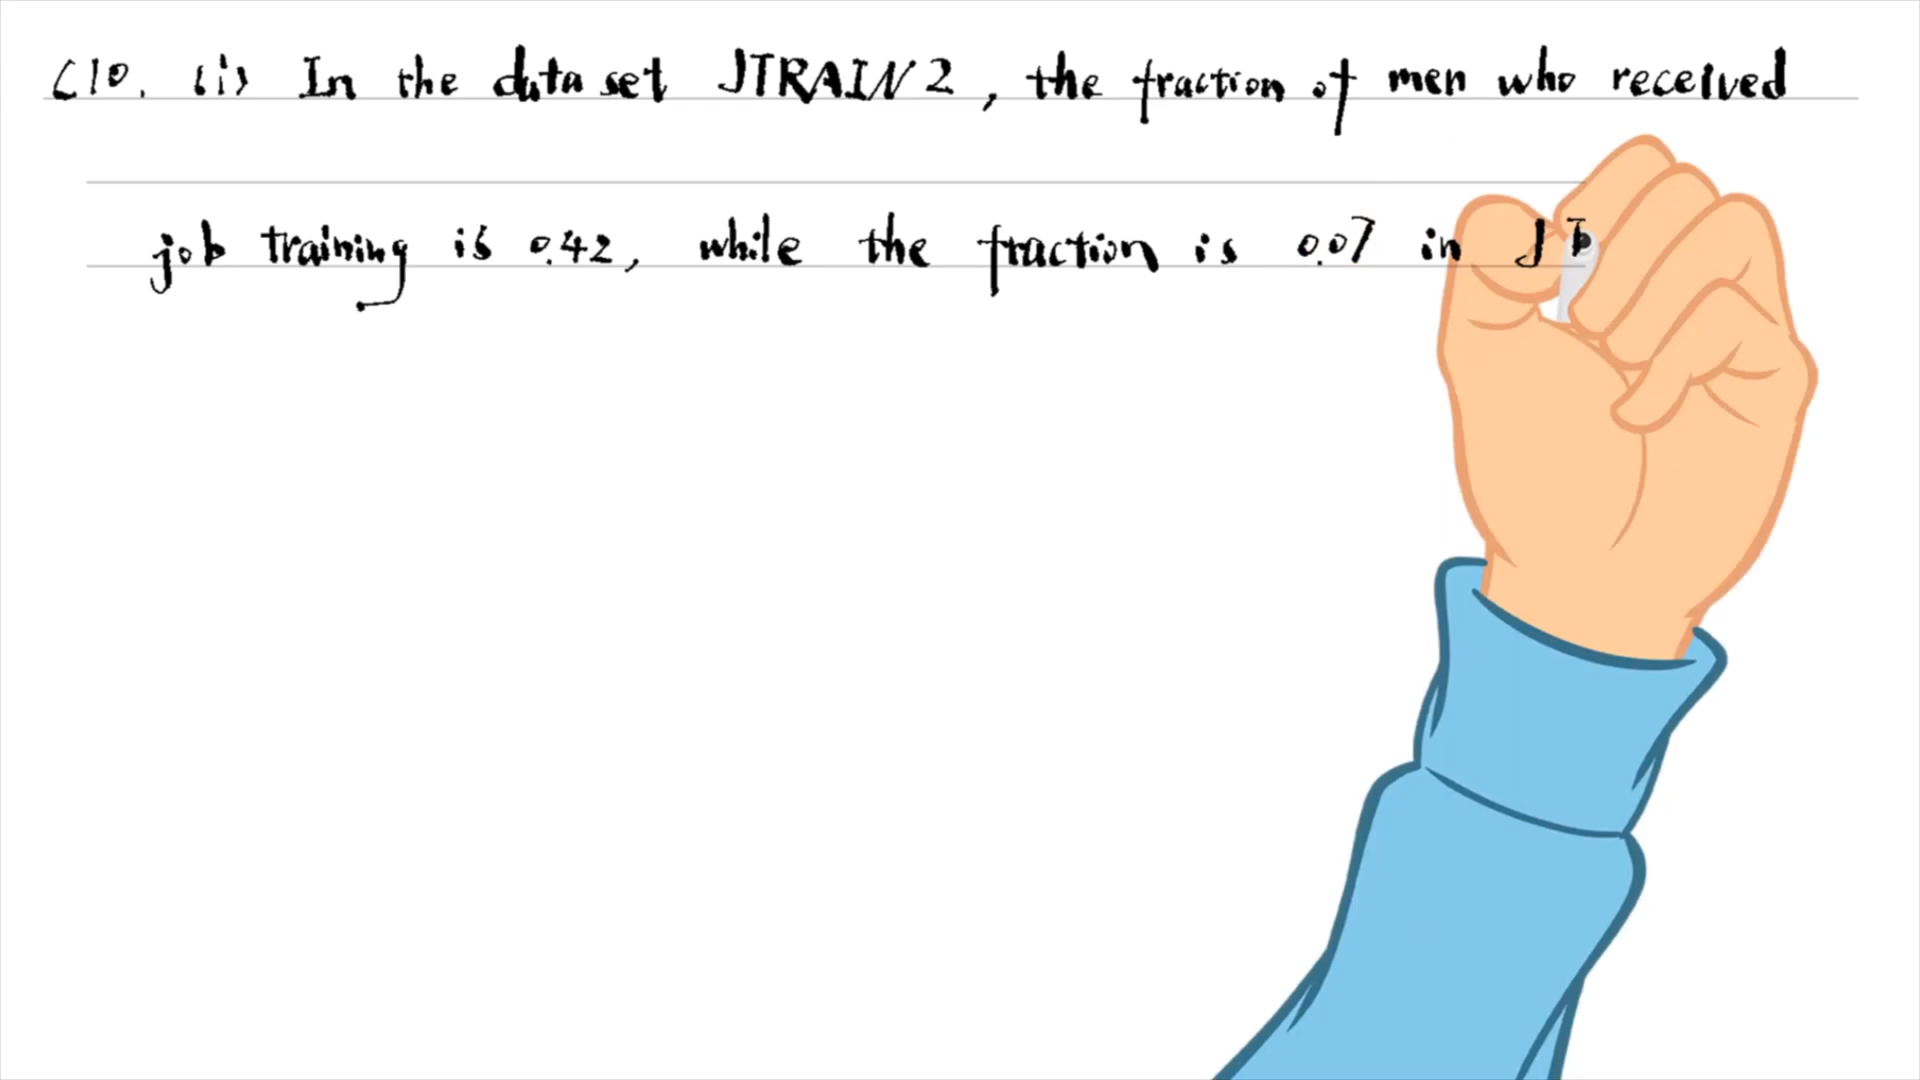 C10. (i) In the data set JTRAIN2, the fraction of men who received
job training is 0.42, while the fraction is 0.07 in J